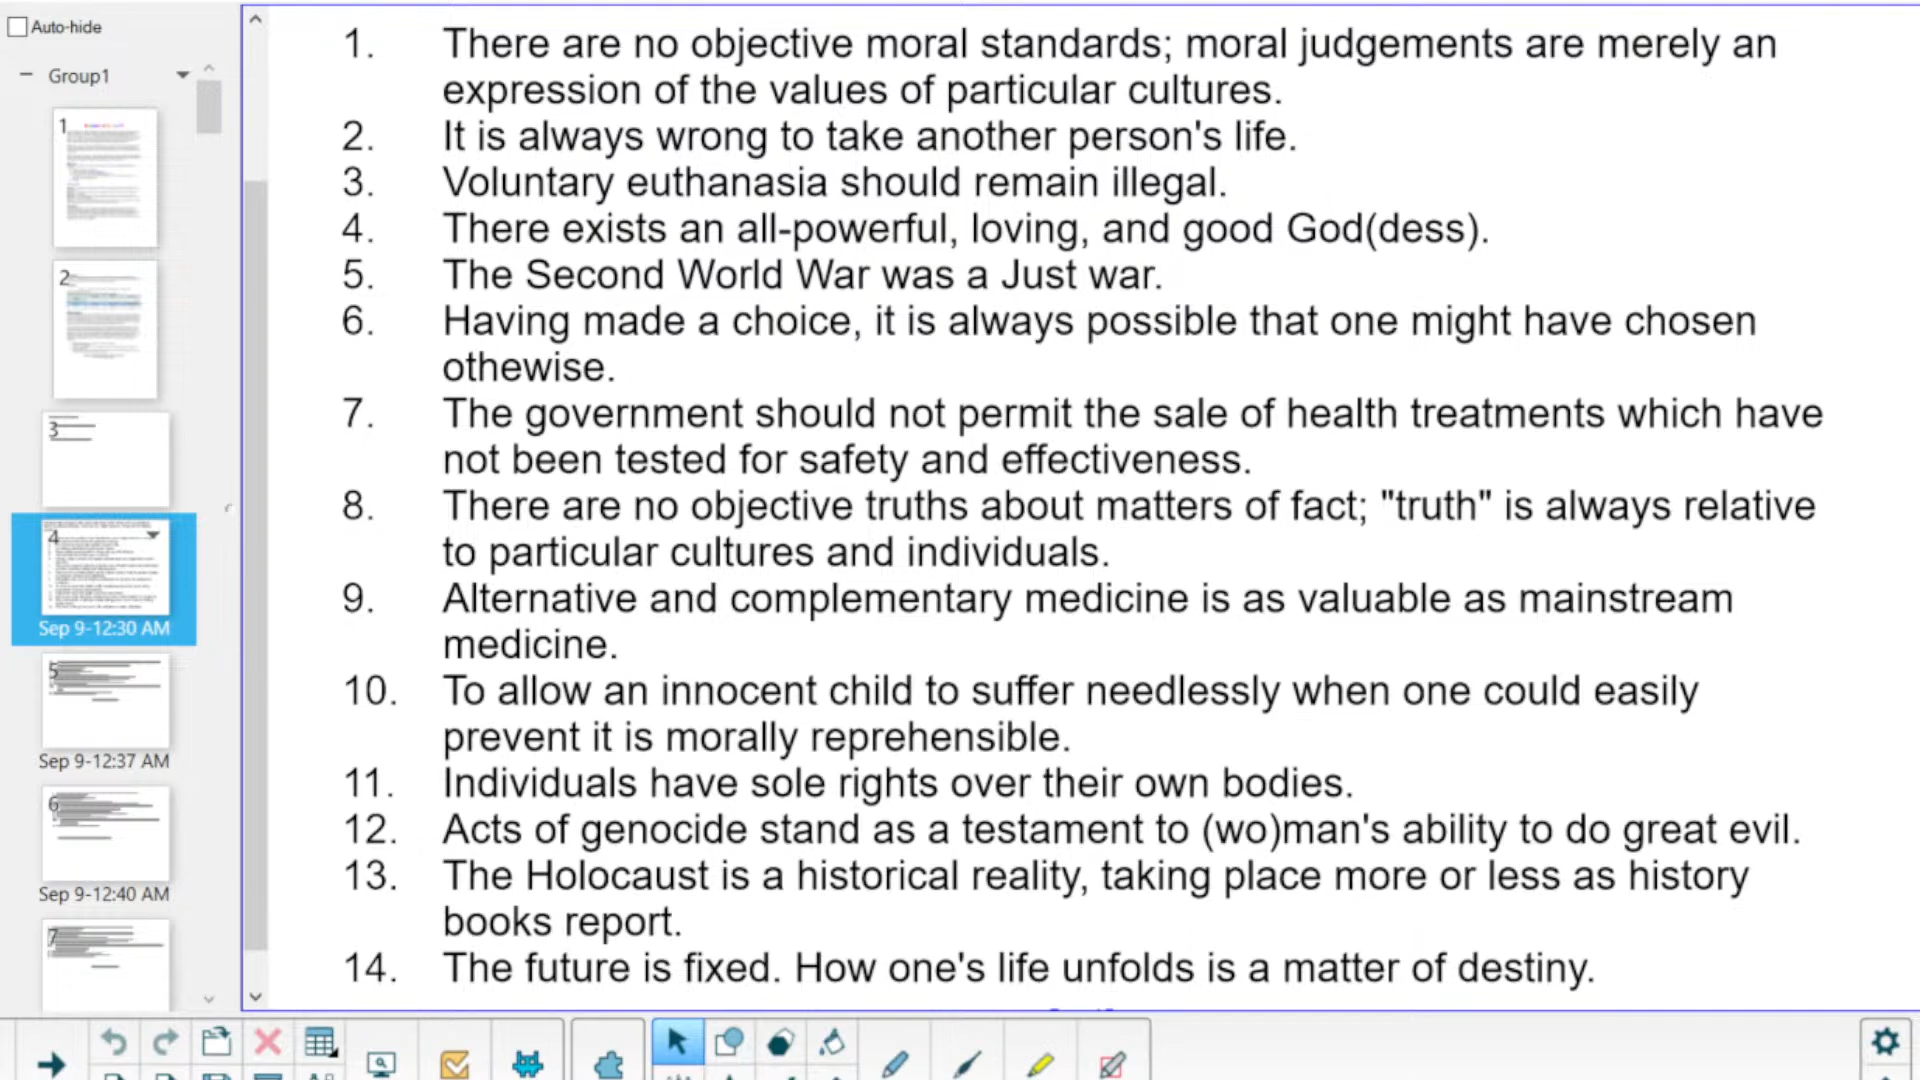 Auto-hide
Group1
1
2
3
4
Sep 9-12:30 AM
5
Sep 9-12:37 AM
6
Sep 9-12:40 AM
7
1. There are no objective moral standards; moral judgements are merely an
expression of the values of particular cultures.
2. It is always wrong to take another person's life.
3. Voluntary euthanasia should remain illegal.
4. There exists an all-powerful, loving, and good God(dess).
5. The Second World War was a Just war.
6. Having made a choice, it is always possible that one might have chosen
othewise.
7. The government should not permit the sale of health treatments which have
not been tested for safety and effectiveness.
8. There are no objective truths about matters of fact; "truth" is always relative
to particular cultures and individuals.
9. Alternative and complementary medicine is as valuable as mainstream
medicine.
10. To allow an innocent child to suffer needlessly when one could easily
prevent it is morally reprehensible.
11. Individuals have sole rights over their own bodies.
12. Acts of genocide stand as a testament to (wo)man's ability to do great evil.
13. The Holocaust is a historical reality, taking place more or less as history
books report.
14. The future is fixed. How one's life unfolds is a matter of destiny.